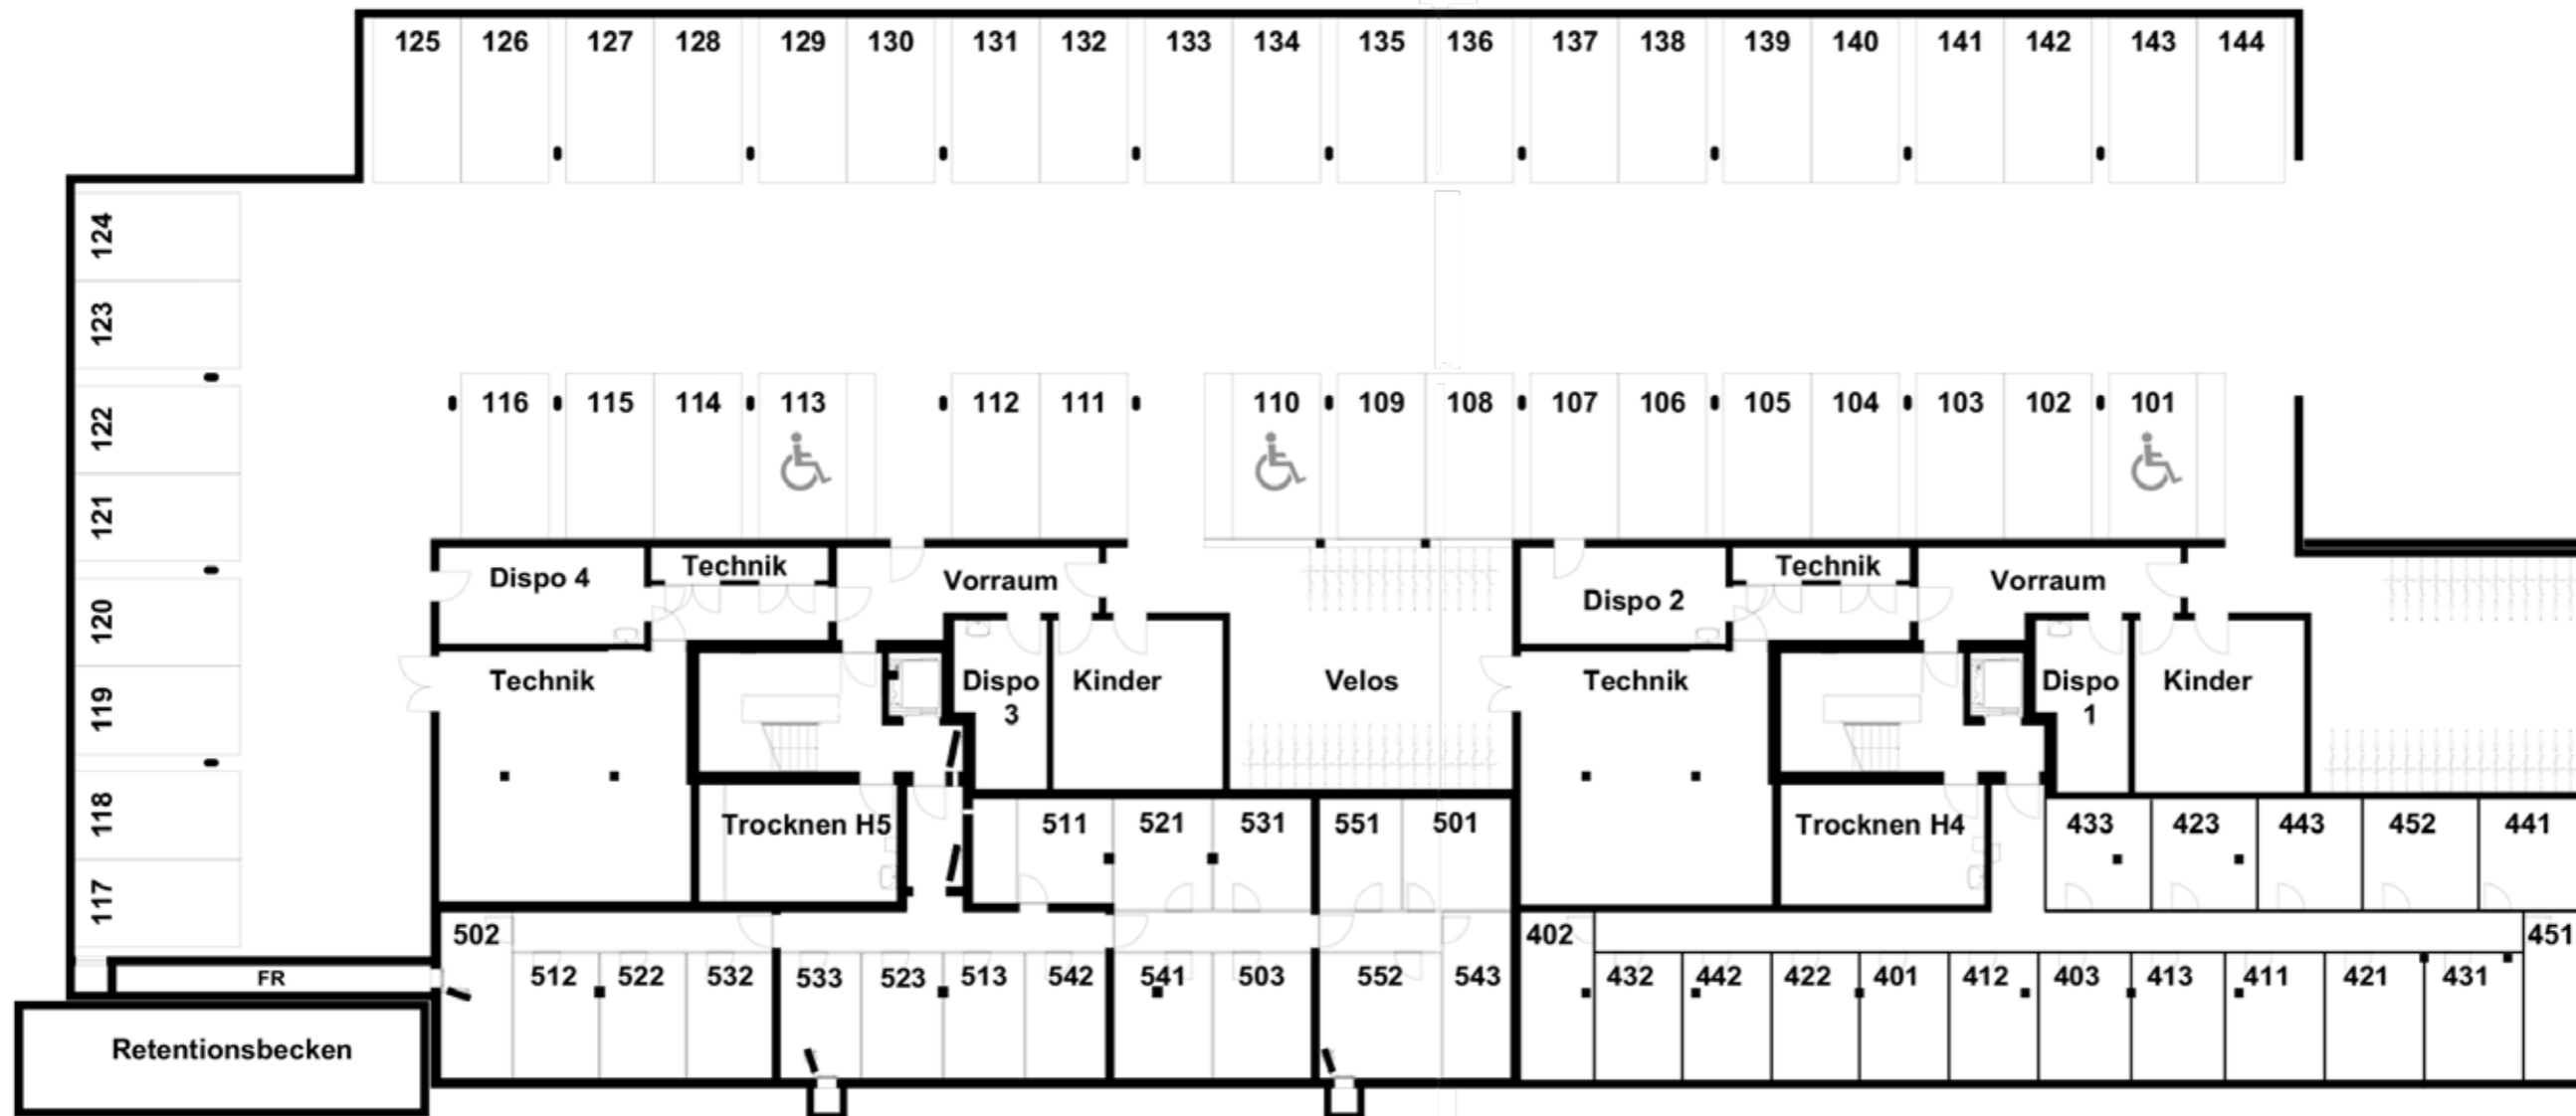 125 126 127 128 129 130 131 132 133 134 135 136 137 138 139 140 141 142 143 144
124
123
122
121
120
119
118
117
116 115 114 113 112 111 110 109 108 107 106 105 104 103 102 101
Dispo 4 Technik Vorraum
Technik
Dispo
3
Kinder
Velos
Dispo 2 Technik Vorraum
Technik
Dispo
1
Kinder
Trocknen H5
511 521 531 551 501
Trocknen H4
433 423 443 452 441
502
512 522 532 533 523 513 542 541 503 552 543
402
432 442 422 401 412 403 413 411 421 431
451
FR
Retentionsbecken